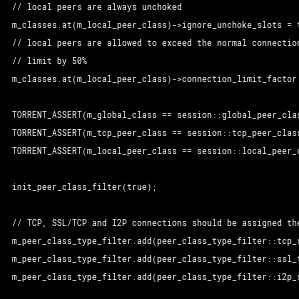 // local peers are always unchoked
m_classes.at(m_local_peer_class)->ignore_unchoke_slots =
// local peers are allowed to exceed the normal connection
// limit by 50%
m_classes.at(m_local_peer_class)->connection_limit_factor
TORRENT_ASSERT(m_global_class == session::global_peer_clas
TORRENT_ASSERT(m_tcp_peer_class == session::tcp_peer_class
TORRENT_ASSERT(m_local_peer_class == session::local_peer_c
init_peer_class_filter(true);
// TCP, SSL/TCP and I2P connections should be assigned the
m_peer_class_type_filter.add(peer_class_type_filter::tcp_s
m_peer_class_type_filter.add(peer_class_type_filter::ssl_t
m_peer_class_type_filter.add(peer_class_type_filter::i2p_s